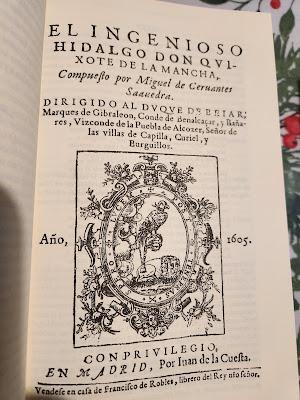 EL INGENIOSO
HIDALGO DON QVI-
XOTE DE LA MANCHA,
Compuesto por Miguel de Ceruantes
Saauedra.
DIRIGIDO AL DVQVE DE BEIAR,
Marques de Gibraleon, Conde de Benalcaçar, y Baña-
res, Vizconde de la Puebla de Alcozer, Señor de
las villas de Capilla, Curiel, y
Burguillos.
Año, 1605.
CON PRIVILEGIO,
EN MADRID, Por Iuan de la Cuesta.
Vendese en casa de Francisco de Robles, librero del Rey nřo señor.